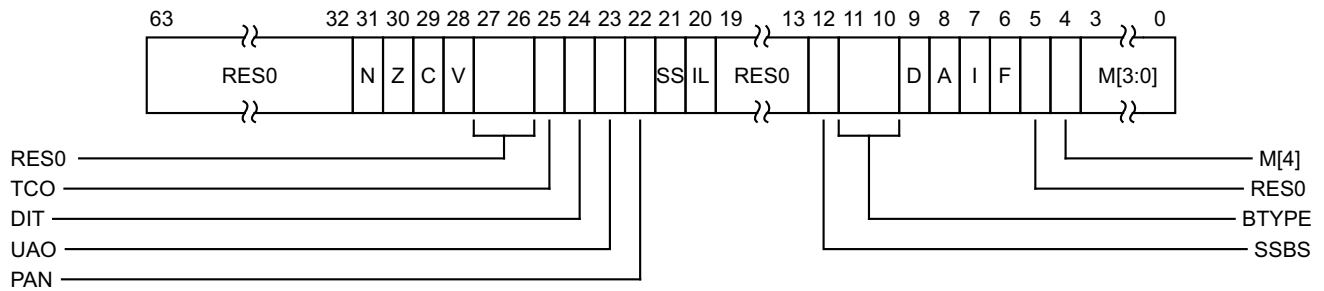 63 32 31 30 29 28 27 26 25 24 23 22 21 20 19 13 12 11 10 9 8 7 6 5 4 3 0
RES0 N Z C V SS IL RES0 D A I F M[3:0]
RES0 M[4]
TCO RES0
DIT BTYPE
UAO SSBS
PAN